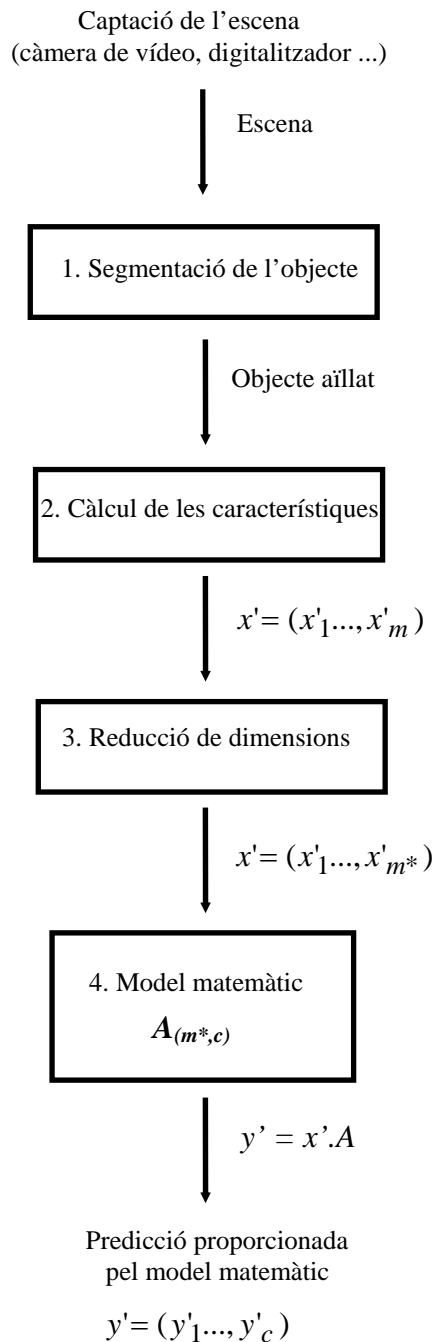 Captació de l’escena
(càmera de vídeo, digitalitzador ...)
Escena
1. Segmentació de l’objecte
Objecte aïllat
2. Càlcul de les característiques
x'= (x'1..., x'm)
3. Reducció de dimensions
x'= (x'1..., x'm*)
4. Model matemàtic
A(m*,c)
y’ = x’.A
Predicció proporcionada
pel model matemàtic
y'= (y'1..., y'c)